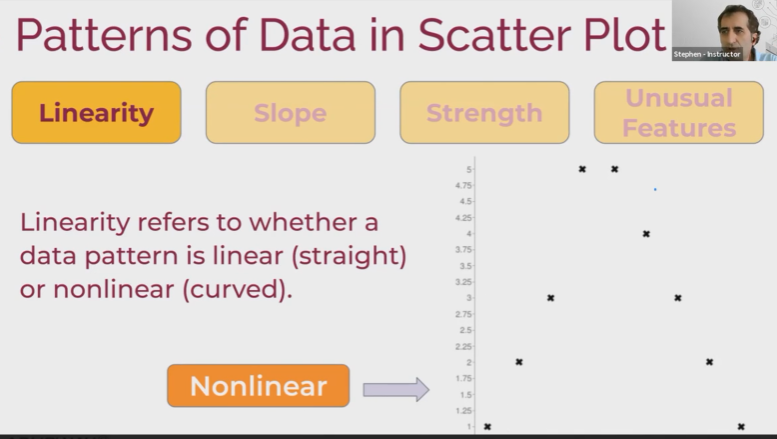 Patterns of Data in Scatter Plot
Stephen - Instructor
Linearity
Slope
Strength
Unusual
Features
Linearity refers to whether a
data pattern is linear (straight)
or nonlinear (curved).
Nonlinear
5
4.75
4.5
4.25
4
3.75
3.5
3.25
3
2.75
2.5
2.25
2
1.75
1.5
1.25
1